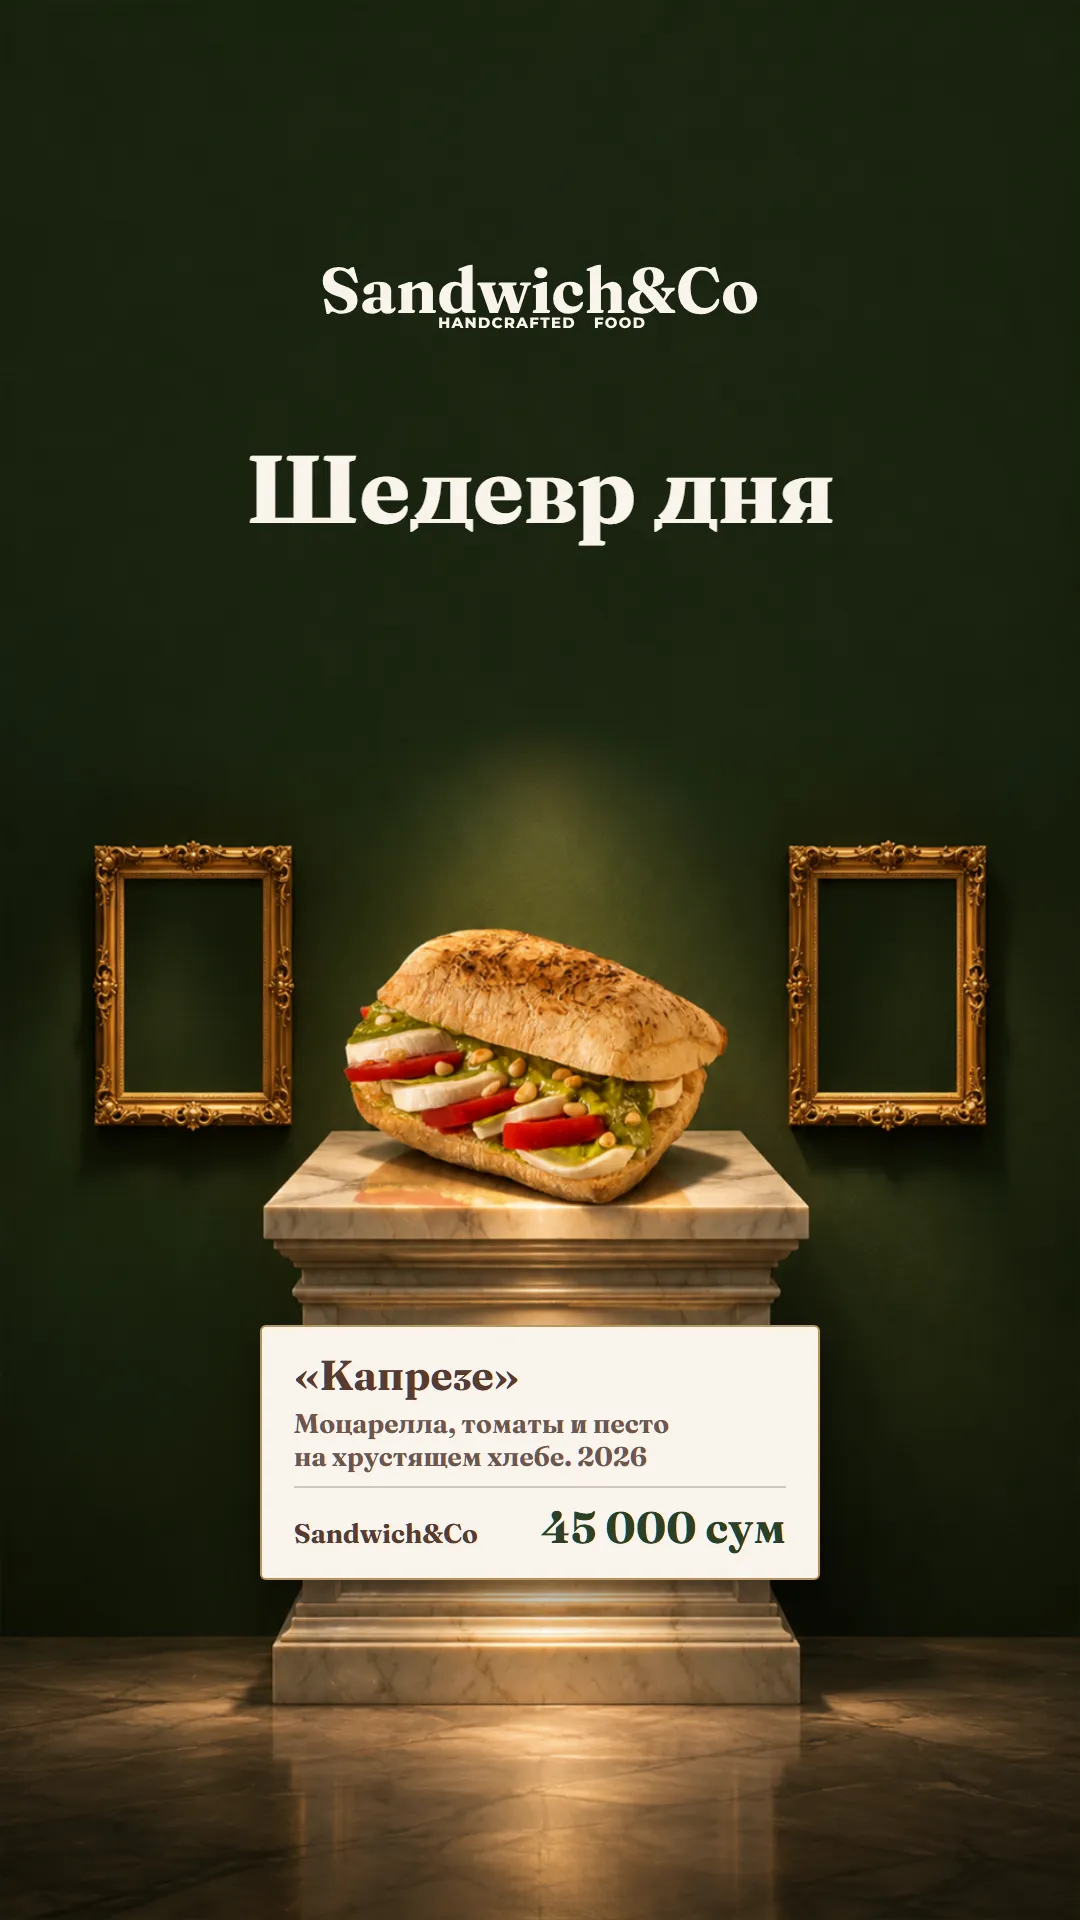 Sandwich&Co
HANDCRAFTED FOOD
Шедевр дня
«Капрезе»
Моцарелла, томаты и песто
на хрустящем хлебе. 2026
Sandwich&Co
45 000 сум